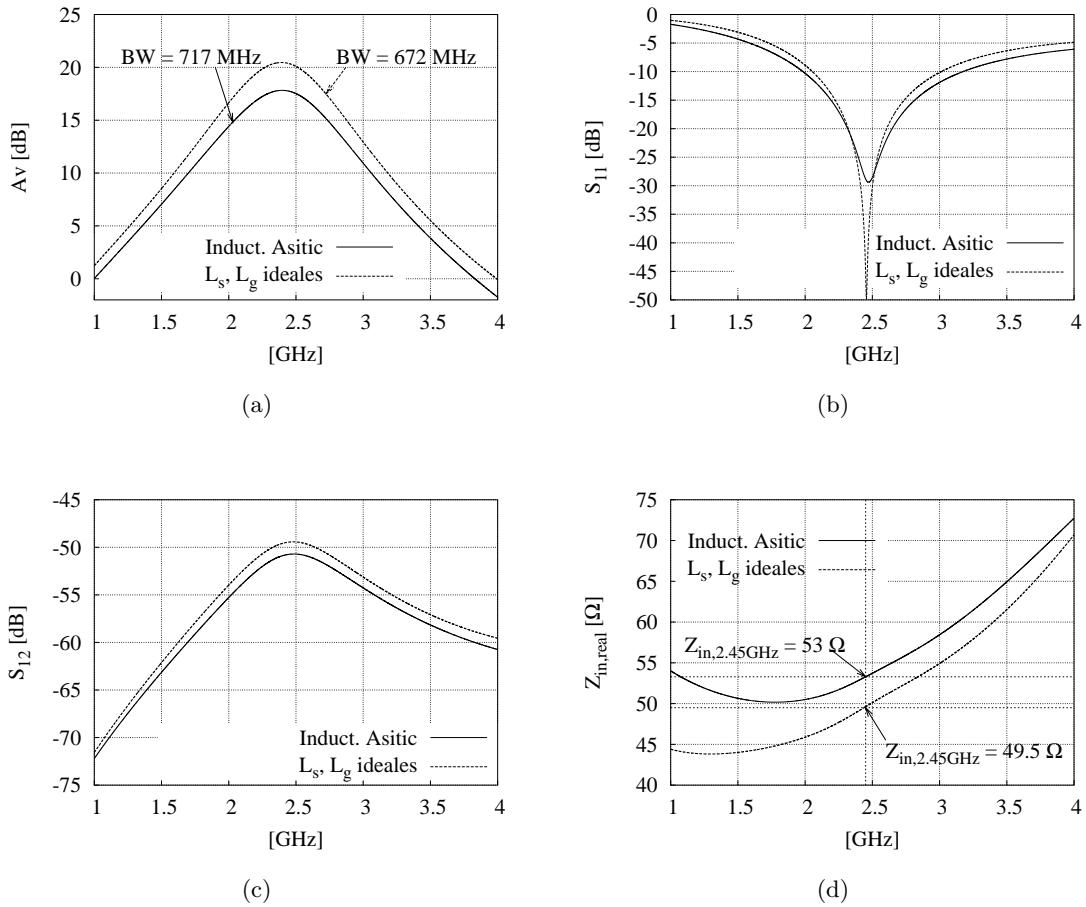 25
20
15
10
5
0
Av [dB]
BW = 717 MHz
BW = 672 MHz
Induct. Asitic
L_s, L_g ideales
1 1.5 2 2.5 3 3.5 4
[GHz]
(a)
0
-5
-10
-15
-20
-25
-30
-35
-40
-45
-50
S_11 [dB]
Induct. Asitic
L_s, L_g ideales
1 1.5 2 2.5 3 3.5 4
[GHz]
(b)
-45
-50
-55
-60
-65
-70
-75
S_12 [dB]
Induct. Asitic
L_s, L_g ideales
1 1.5 2 2.5 3 3.5 4
[GHz]
(c)
75
70
65
60
55
50
45
40
Z_in,real [Ω]
Induct. Asitic
L_s, L_g ideales
Z_in,2.45GHz = 53 Ω
Z_in,2.45GHz = 49.5 Ω
1 1.5 2 2.5 3 3.5 4
[GHz]
(d)